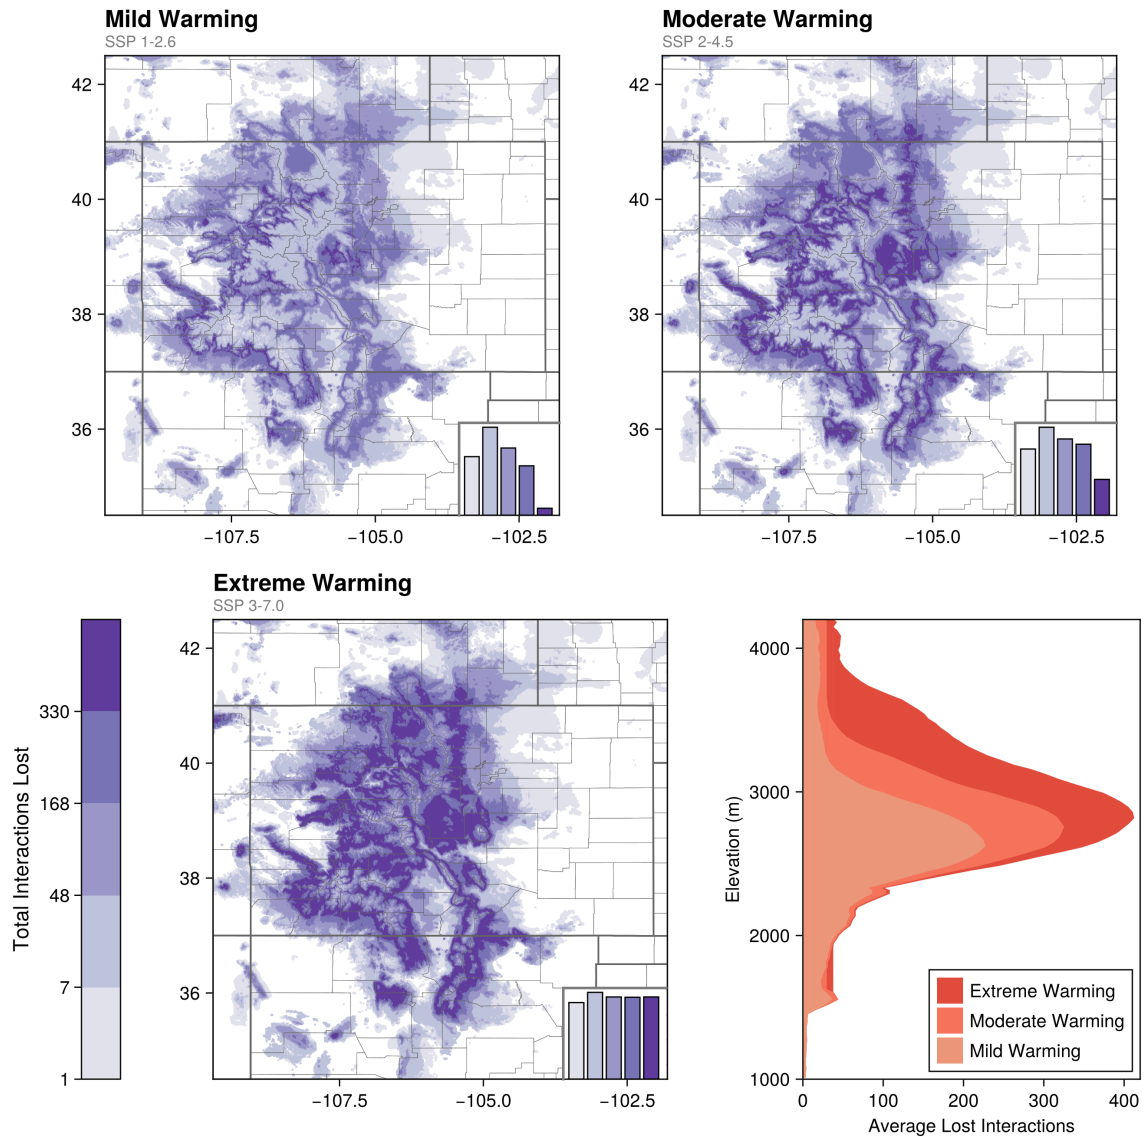 Mild Warming
SSP 1-2.6
42
40
38
36
−107.5 −105.0 −102.5
Moderate Warming
SSP 2-4.5
42
40
38
36
−107.5 −105.0 −102.5
Total Interactions Lost
330
168
48
7
1
Extreme Warming
SSP 3-7.0
42
40
38
36
−107.5 −105.0 −102.5
Elevation (m)
4000
3000
2000
1000
Extreme Warming
Moderate Warming
Mild Warming
0 100 200 300 400
Average Lost Interactions